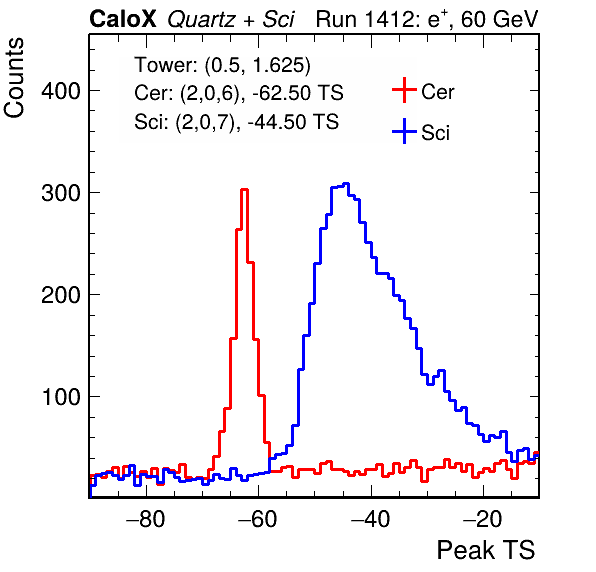 CaloX Quartz + Sci Run 1412: e⁺, 60 GeV
Counts
Tower: (0.5, 1.625)
Cer: (2,0,6), -62.50 TS
Sci: (2,0,7), -44.50 TS
Cer
Sci
400
300
200
100
−80 −60 −40 −20
Peak TS